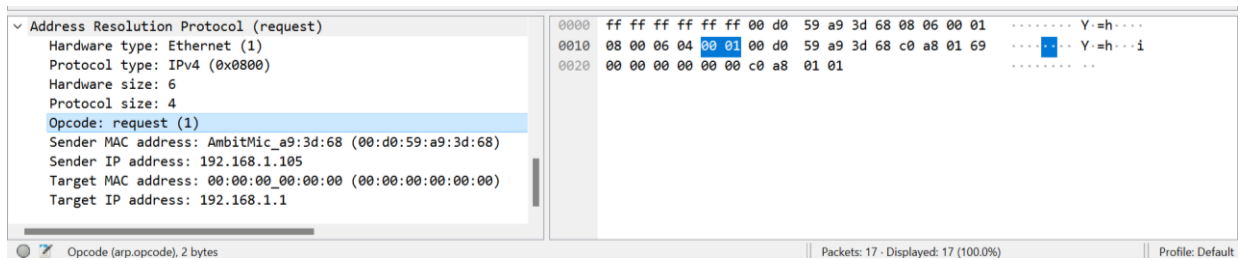 Address Resolution Protocol (request)
Hardware type: Ethernet (1)
Protocol type: IPv4 (0x0800)
Hardware size: 6
Protocol size: 4
Opcode: request (1)
Sender MAC address: AmbitMic_a9:3d:68 (00:d0:59:a9:3d:68)
Sender IP address: 192.168.1.105
Target MAC address: 00:00:00_00:00:00 (00:00:00:00:00:00)
Target IP address: 192.168.1.1
0000 ff ff ff ff ff ff 00 d0 59 a9 3d 68 08 06 00 01 ········ Y·=h····
0010 08 00 06 04 00 01 00 d0 59 a9 3d 68 c0 a8 01 69 ········ Y·=h···i
0020 00 00 00 00 00 00 c0 a8 01 01 ········ ··
Opcode (arp.opcode), 2 bytes
Packets: 17 · Displayed: 17 (100.0%)
Profile: Default